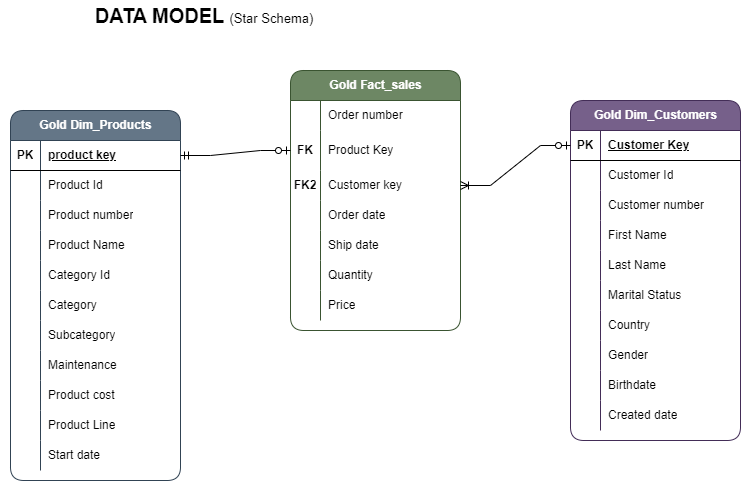 DATA MODEL (Star Schema)
Gold Dim_Products
PK product key
Product Id
Product number
Product Name
Category Id
Category
Subcategory
Maintenance
Product cost
Product Line
Start date
Gold Fact_sales
Order number
FK Product Key
FK2 Customer key
Order date
Ship date
Quantity
Price
Gold Dim_Customers
PK Customer Key
Customer Id
Customer number
First Name
Last Name
Marital Status
Country
Gender
Birthdate
Created date